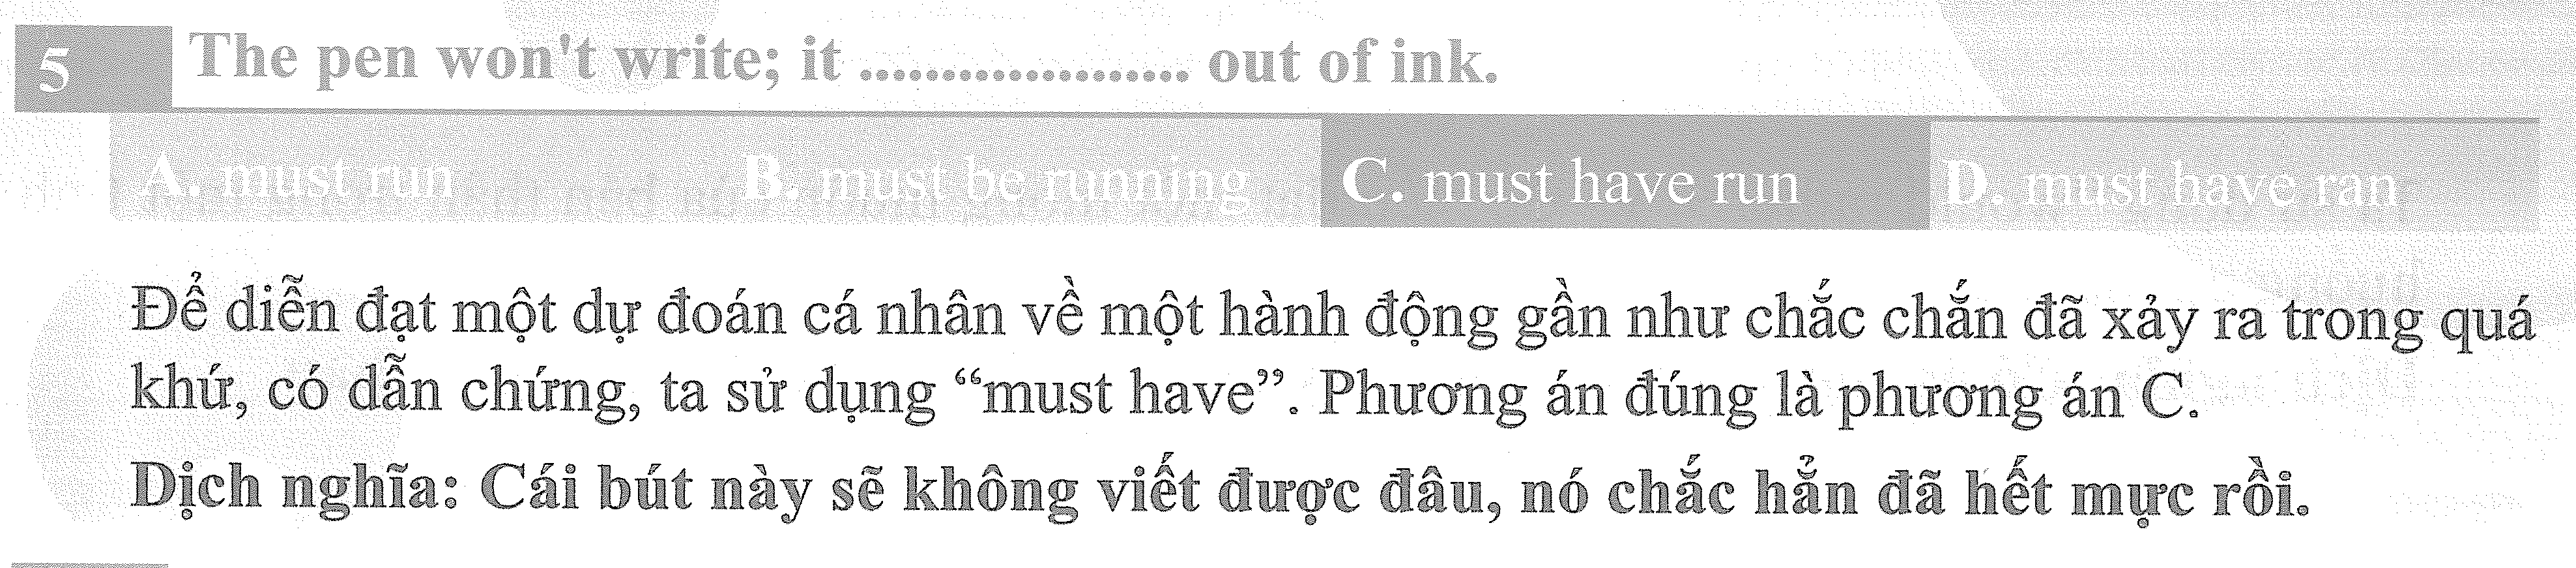 5 The pen won't write; it .................... out of ink.
A. must run B. must be running C. must have run D. must have ran
Để diễn đạt một dự đoán cá nhân về một hành động gần như chắc chắn đã xảy ra trong quá
khứ, có dẫn chứng, ta sử dụng “must have”. Phương án đúng là phương án C.
Dịch nghĩa: Cái bút này sẽ không viết được đâu, nó chắc hẳn đã hết mực rồi.